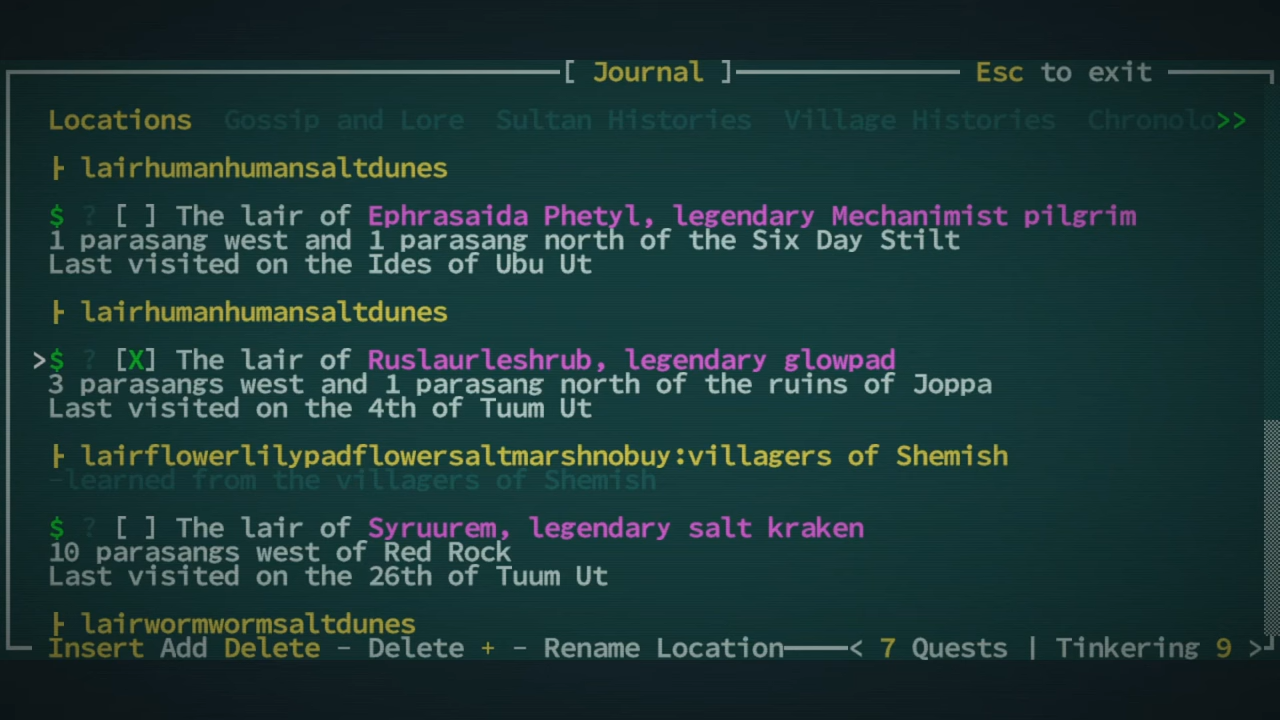 [ Journal ] Esc to exit
Locations Gossip and Lore Sultan Histories Village Histories Chronolo>>
├ lairhumanhumansaltdunes
$ ? [ ] The lair of Ephrasaida Phetyl, legendary Mechanimist pilgrim
1 parasang west and 1 parasang north of the Six Day Stilt
Last visited on the Ides of Ubu Ut
├ lairhumanhumansaltdunes
>$ ? [X] The lair of Ruslaurleshrub, legendary glowpad
3 parasangs west and 1 parasang north of the ruins of Joppa
Last visited on the 4th of Tuum Ut
├ lairflowerlilypadflowersaltmarshnobuy:villagers of Shemish
-learned from the villagers of Shemish
$ ? [ ] The lair of Syruurem, legendary salt kraken
10 parasangs west of Red Rock
Last visited on the 26th of Tuum Ut
├ lairwormwormsaltdunes
Insert Add Delete - Delete + - Rename Location < 7 Quests | Tinkering 9 >